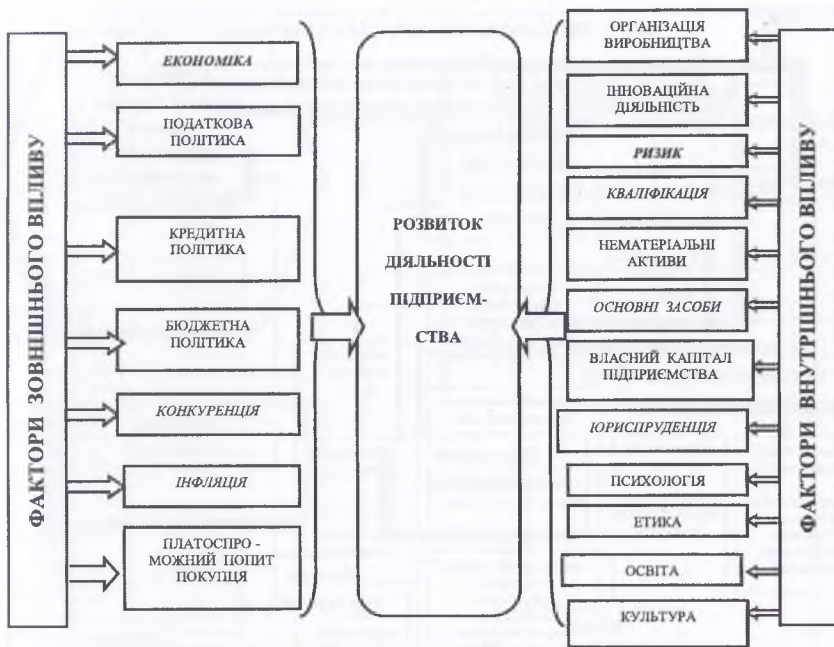 ФАКТОРИ ЗОВНІШНЬОГО ВПЛИВУ
ЕКОНОМІКА
ПОДАТКОВА
ПОЛІТИКА
КРЕДИТНА
ПОЛІТИКА
БЮДЖЕТНА
ПОЛІТИКА
КОНКУРЕНЦІЯ
ІНФЛЯЦІЯ
ПЛАТОСПРО -
МОЖНИЙ ПОПИТ
ПОКУПЦЯ
РОЗВИТОК
ДІЯЛЬНОСТІ
ПІДПРИЄМ-
СТВА
ОРГАНІЗАЦІЯ
ВИРОБНИЦТВА
ІННОВАЦІЙНА
ДІЯЛЬНІСТЬ
РИЗИК
КВАЛІФІКАЦІЯ
НЕМАТЕРІАЛЬНІ
АКТИВИ
ОСНОВНІ ЗАСОБИ
ВЛАСНИЙ КАПІТАЛ
ПІДПРИЄМСТВА
ЮРИСПРУДЕНЦІЯ
ПСИХОЛОГІЯ
ЕТИКА
ОСВІТА
КУЛЬТУРА
ФАКТОРИ ВНУТРІШНЬОГО ВПЛИВУ